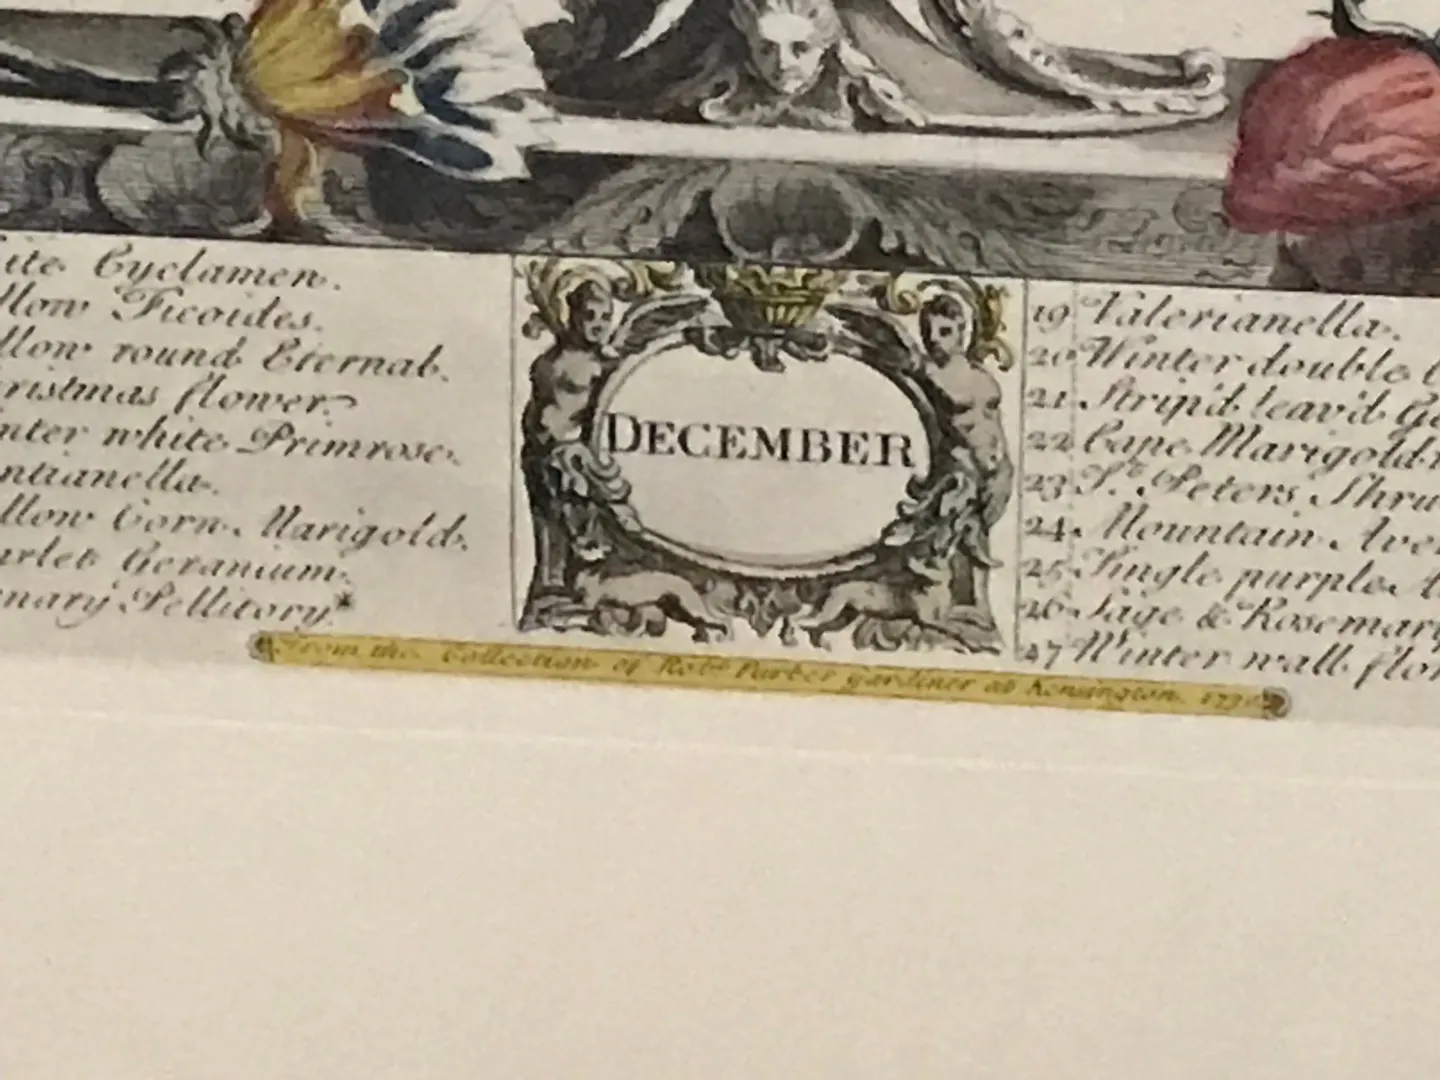 ite Cyclamen.
llow Ficoides.
llow round Eternal.
ristmas flower.
nter white Primrose.
ntianella.
llow Corn Marigold.
arlet Geranium.
nary Pellitory*
DECEMBER
19 Valerianella.
20 Winter double
21 Strip'd leav'd Ge
22 Cape Marigold.
23 St. Peters Shru
24 Mountain Ave
25 Single purple A
26 Sage & Rosemary
27 Winter wall flo
From the Collection of Robt. Furber gardiner at Kensington. 1730